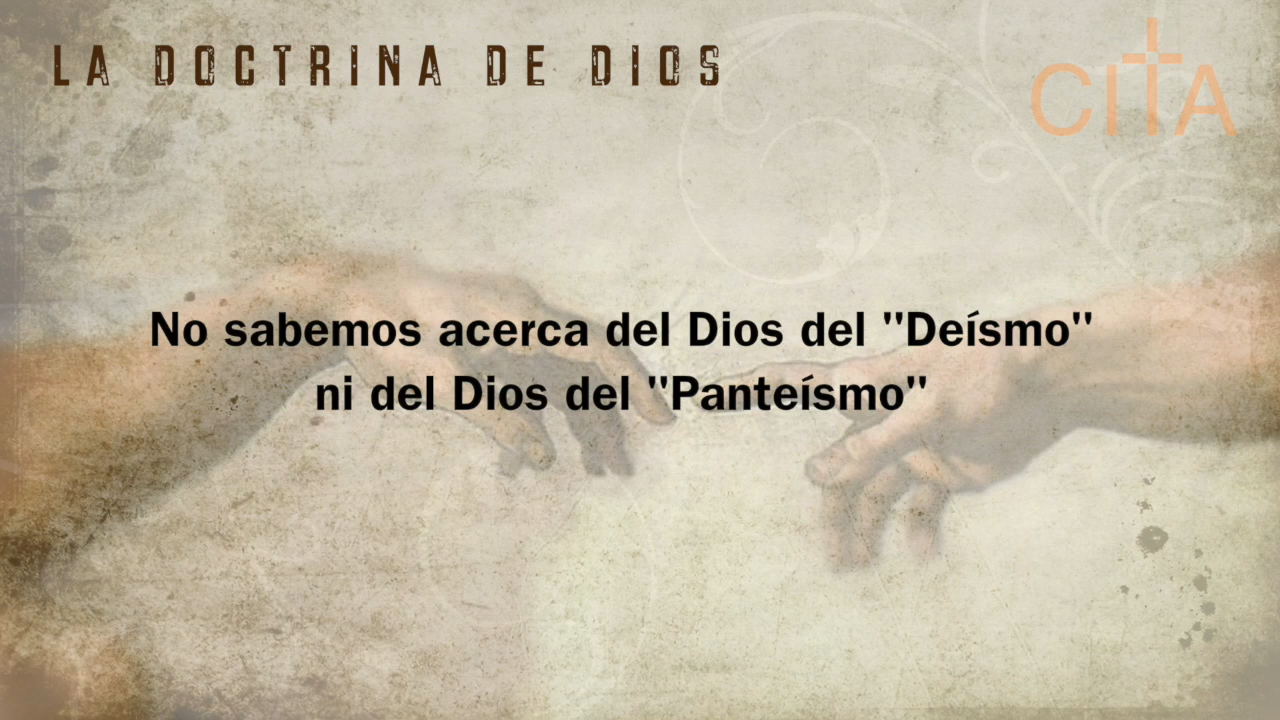 LA DOCTRINA DE DIOS
CITA
No sabemos acerca del Dios del "Deísmo"
ni del Dios del "Panteísmo"